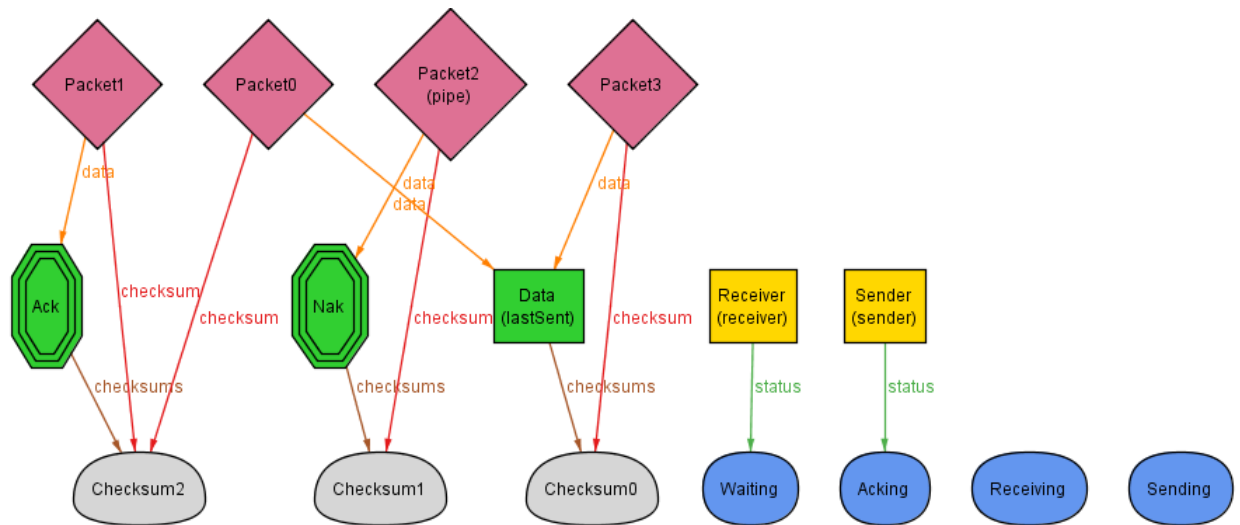 Packet1
Packet0
Packet2
(pipe)
Packet3
data
data
data
data
Ack
checksum
checksum
Nak
checksum
Data
(lastSent)
checksum
Receiver
(receiver)
Sender
(sender)
checksums
checksums
checksums
status
status
Checksum2
Checksum1
Checksum0
Waiting
Acking
Receiving
Sending